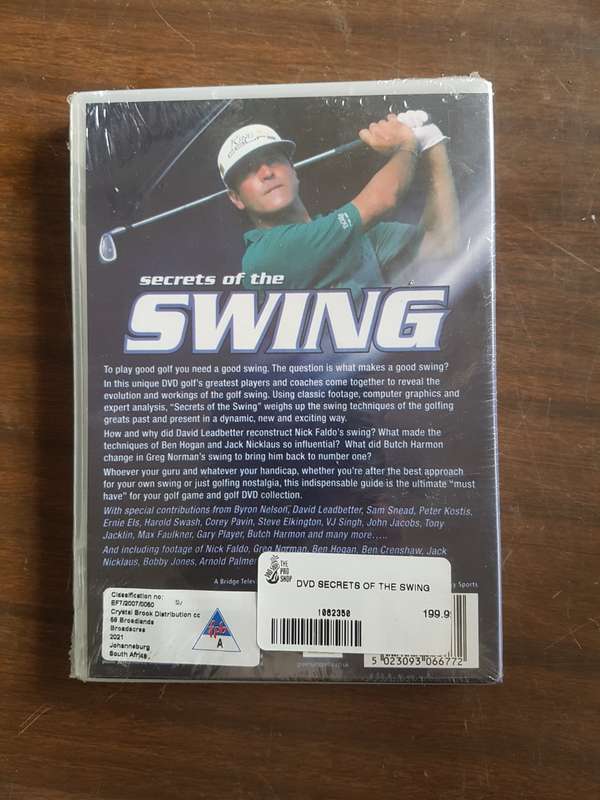 secrets of the
SWING
To play good golf you need a good swing. The question is what makes a good swing?
In this unique DVD golf's greatest players and coaches come together to reveal the
evolution and workings of the golf swing. Using classic footage, computer graphics and
expert analysis, "Secrets of the Swing" weighs up the swing techniques of the golfing
greats past and present in a dynamic, new and exciting way.
How and why did David Leadbetter reconstruct Nick Faldo's swing? What made the
techniques of Ben Hogan and Jack Nicklaus so influential? What did Butch Harmon
change in Greg Norman's swing to bring him back to number one?
Whoever your guru and whatever your handicap, whether you're after the best approach
for your own swing or just golfing nostalgia, this indispensable guide is the ultimate "must
have" for your golf game and golf DVD collection.
With special contributions from Byron Nelson, David Leadbetter, Sam Snead, Peter Kostis,
Ernie Els, Harold Swash, Corey Pavin, Steve Elkington, VJ Singh, John Jacobs, Tony
Jacklin, Max Faulkner, Gary Player, Butch Harmon and many more.....
And including footage of Nick Faldo, Greg Norman, Ben Hogan, Ben Crenshaw, Jack
Nicklaus, Bobby Jones, Arnold Palmer
A Bridge
Sports
THE
PRO
SHOP
DVD SECRETS OF THE SWING
1082356
199.9
Classification no:
EF7/2007/0060
Crystal Brook Distribution cc
59 Broadlands
Broadacres
2021
Johannesburg
South Africa
A
5 023093 066772